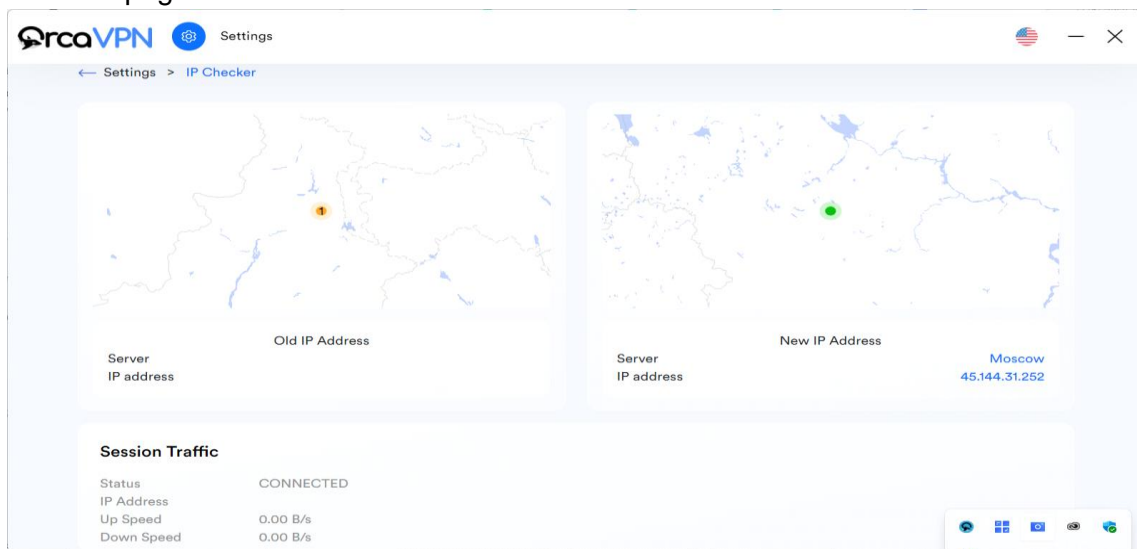 OrcaVPN Settings
← Settings > IP Checker
1
Old IP Address
Server
IP address
New IP Address
Server Moscow
IP address 45.144.31.252
Session Traffic
Status CONNECTED
IP Address
Up Speed 0.00 B/s
Down Speed 0.00 B/s